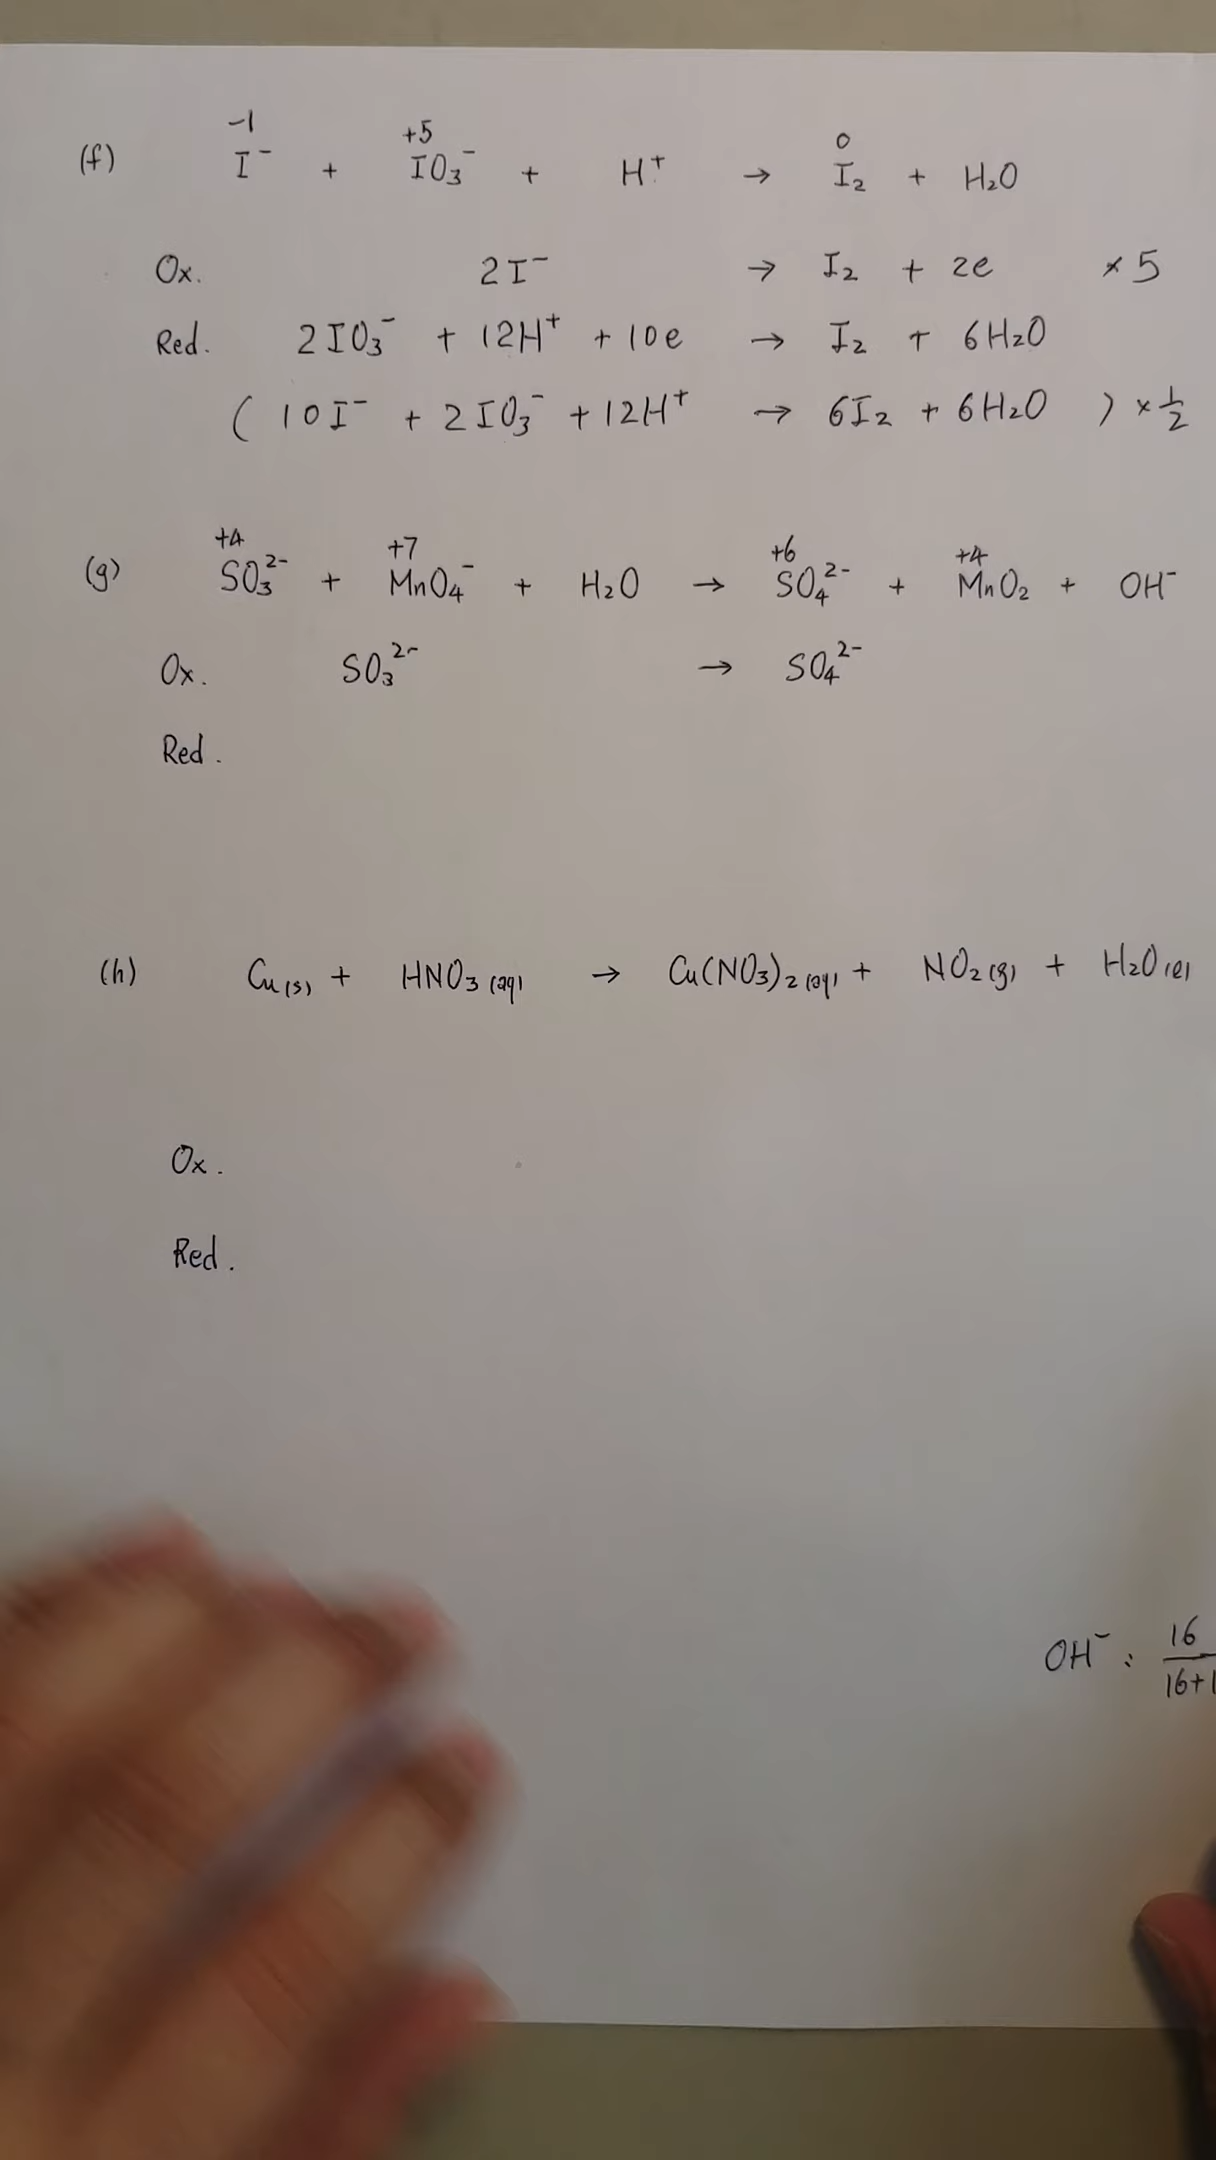 -1 +5 0
(f) I⁻ + IO₃⁻ + H⁺ → I₂ + H₂O
Ox. 2I⁻ → I₂ + 2e ×5
Red. 2IO₃⁻ + 12H⁺ + 10e → I₂ + 6H₂O
( 10I⁻ + 2IO₃⁻ + 12H⁺ → 6I₂ + 6H₂O ) × 1/2
+4 +7 +6 +4
(g) SO₃²⁻ + MnO₄⁻ + H₂O → SO₄²⁻ + MnO₂ + OH⁻
Ox. SO₃²⁻ → SO₄²⁻
Red.
(h) Cu(s) + HNO₃(aq) → Cu(NO₃)₂(aq) + NO₂(g) + H₂O(l)
Ox.
Red.
OH⁻ : 16/16+1